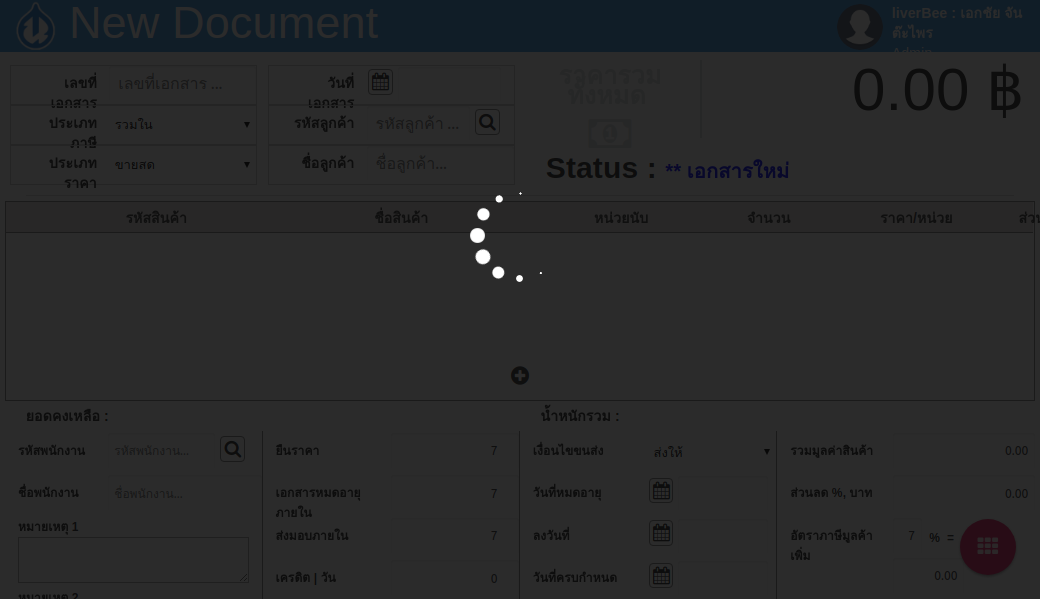 New Document
liverBee : เอกชัย จัน
ต๊ะไพร
Admin
เลขที่
เอกสาร
เลขที่เอกสาร ...
วันที่
เอกสาร
ประเภท
ภาษี
รวมใน
รหัสลูกค้า
รหัสลูกค้า ...
ประเภท
ราคา
ขายสด
ชื่อลูกค้า
ชื่อลูกค้า...
ราคารวม
ทั้งหมด
0.00 ฿
Status : ** เอกสารใหม่
รหัสสินค้า ชื่อสินค้า หน่วยนับ จำนวน ราคา/หน่วย ส่วน
ยอดคงเหลือ : น้ำหนักรวม :
รหัสพนักงาน รหัสพนักงาน...
ชื่อพนักงาน ชื่อพนักงาน...
หมายเหตุ 1
หมายเหตุ 2
ยืนราคา 7
เอกสารหมดอายุ 7
ภายใน
ส่งมอบภายใน 7
เครดิต | วัน 0
เงื่อนไขขนส่ง ส่งให้
วันที่หมดอายุ
ลงวันที่
วันที่ครบกำหนด
รวมมูลค่าสินค้า 0.00
ส่วนลด %, บาท 0.00
อัตราภาษีมูลค่า 7 % =
เพิ่ม
0.00